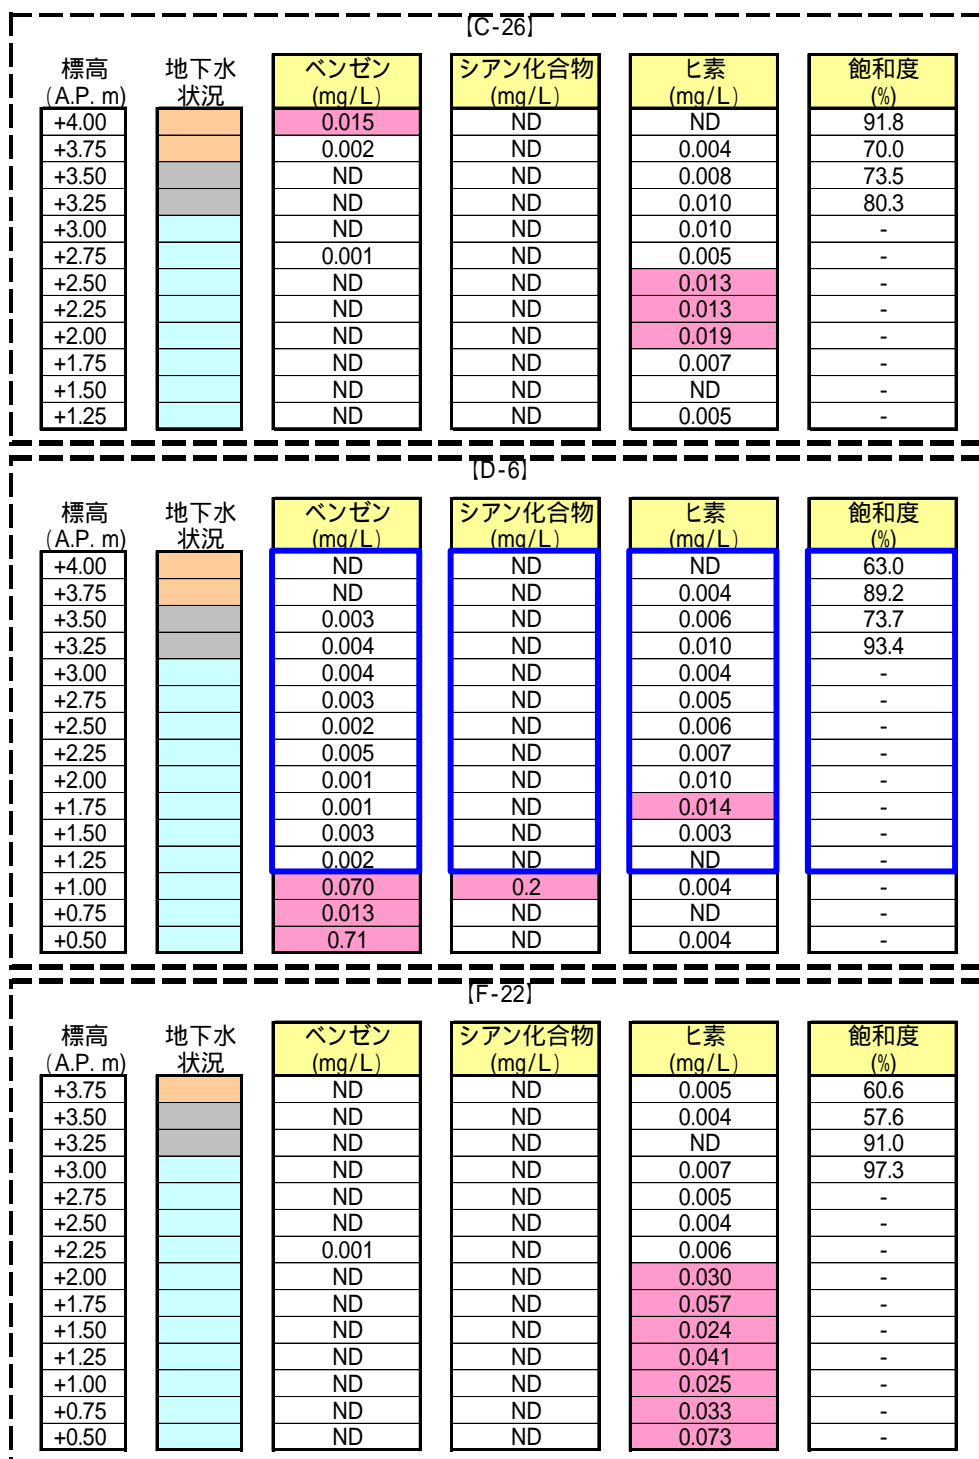 【C-26】
標高 地下水 ベンゼン シアン化合物 ヒ素 飽和度
(A.P. m) 状況 (mg/L) (mg/L) (mg/L) (%)
+4.00 0.015 ND ND 91.8
+3.75 0.002 ND 0.004 70.0
+3.50 ND ND 0.008 73.5
+3.25 ND ND 0.010 80.3
+3.00 ND ND 0.010 -
+2.75 0.001 ND 0.005 -
+2.50 ND ND 0.013 -
+2.25 ND ND 0.013 -
+2.00 ND ND 0.019 -
+1.75 ND ND 0.007 -
+1.50 ND ND ND -
+1.25 ND ND 0.005 -
【D-6】
標高 地下水 ベンゼン シアン化合物 ヒ素 飽和度
(A.P. m) 状況 (mg/L) (mg/L) (mg/L) (%)
+4.00 ND ND ND 63.0
+3.75 ND ND 0.004 89.2
+3.50 0.003 ND 0.006 73.7
+3.25 0.004 ND 0.010 93.4
+3.00 0.004 ND 0.004 -
+2.75 0.003 ND 0.005 -
+2.50 0.002 ND 0.006 -
+2.25 0.005 ND 0.007 -
+2.00 0.001 ND 0.010 -
+1.75 0.001 ND 0.014 -
+1.50 0.003 ND 0.003 -
+1.25 0.002 ND ND -
+1.00 0.070 0.2 0.004 -
+0.75 0.013 ND ND -
+0.50 0.71 ND 0.004 -
【F-22】
標高 地下水 ベンゼン シアン化合物 ヒ素 飽和度
(A.P. m) 状況 (mg/L) (mg/L) (mg/L) (%)
+3.75 ND ND 0.005 60.6
+3.50 ND ND 0.004 57.6
+3.25 ND ND ND 91.0
+3.00 ND ND 0.007 97.3
+2.75 ND ND 0.005 -
+2.50 ND ND 0.004 -
+2.25 0.001 ND 0.006 -
+2.00 ND ND 0.030 -
+1.75 ND ND 0.057 -
+1.50 ND ND 0.024 -
+1.25 ND ND 0.041 -
+1.00 ND ND 0.025 -
+0.75 ND ND 0.033 -
+0.50 ND ND 0.073 -